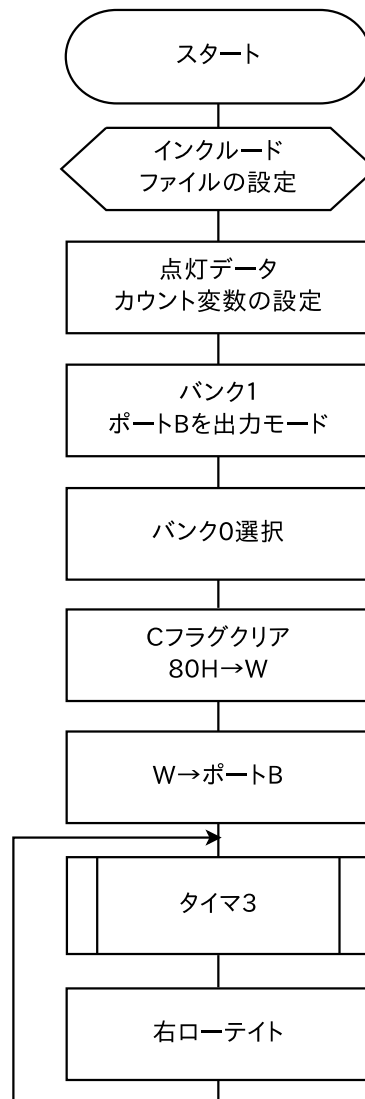 スタート
インクルード
ファイルの設定
点灯データ
カウント変数の設定
バンク1
ポートBを出力モード
バンク0選択
Cフラグクリア
80H→W
W→ポートB
タイマ3
右ローテイト